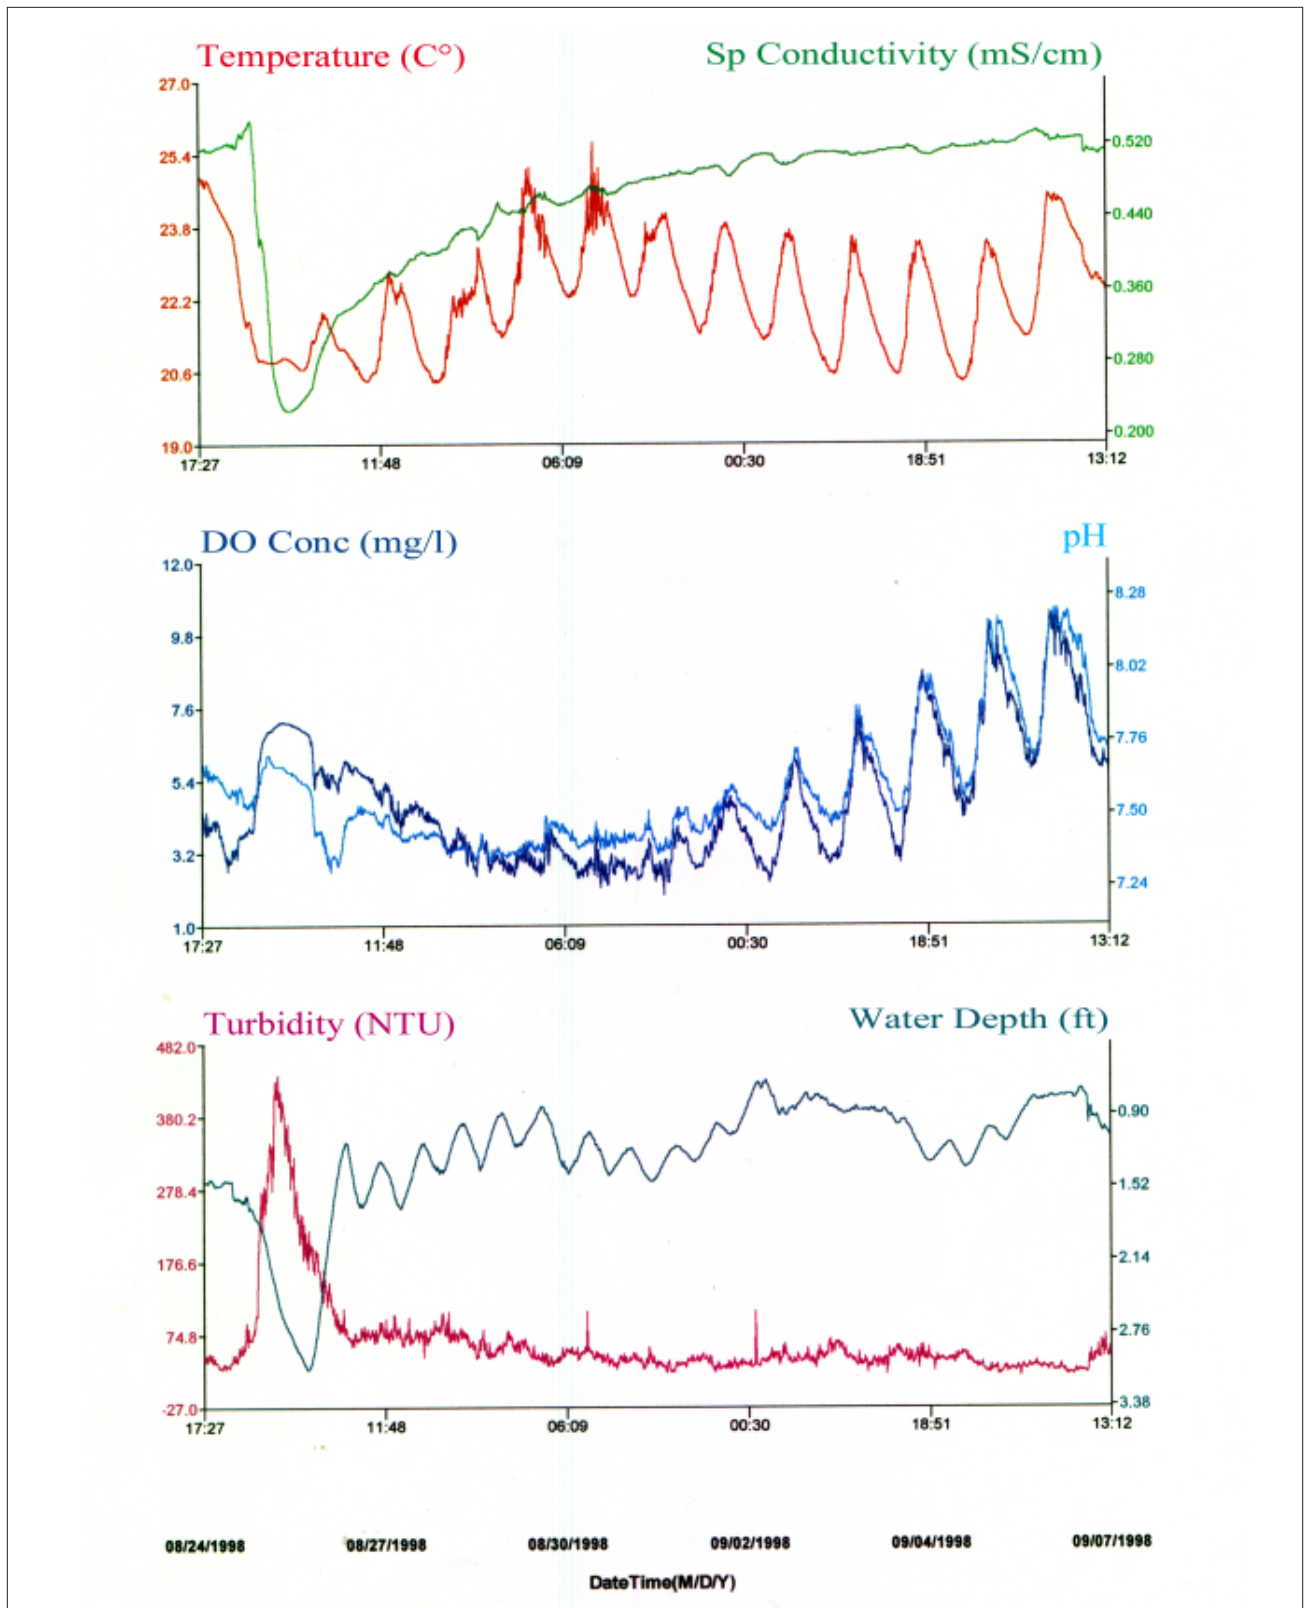 Temperature (C°) Sp Conductivity (mS/cm)
27.0
25.4 0.520
23.8 0.440
22.2 0.360
20.6 0.280
19.0 0.200
17:27 11:48 06:09 00:30 18:51 13:12
DO Conc (mg/l) pH
12.0 8.28
9.8 8.02
7.6 7.76
5.4 7.50
3.2 7.24
1.0
17:27 11:48 06:09 00:30 18:51 13:12
Turbidity (NTU) Water Depth (ft)
482.0
380.2 0.90
278.4 1.52
176.6 2.14
74.8 2.76
-27.0 3.38
17:27 11:48 06:09 00:30 18:51 13:12
08/24/1998 08/27/1998 08/30/1998 09/02/1998 09/04/1998 09/07/1998
DateTime(M/D/Y)